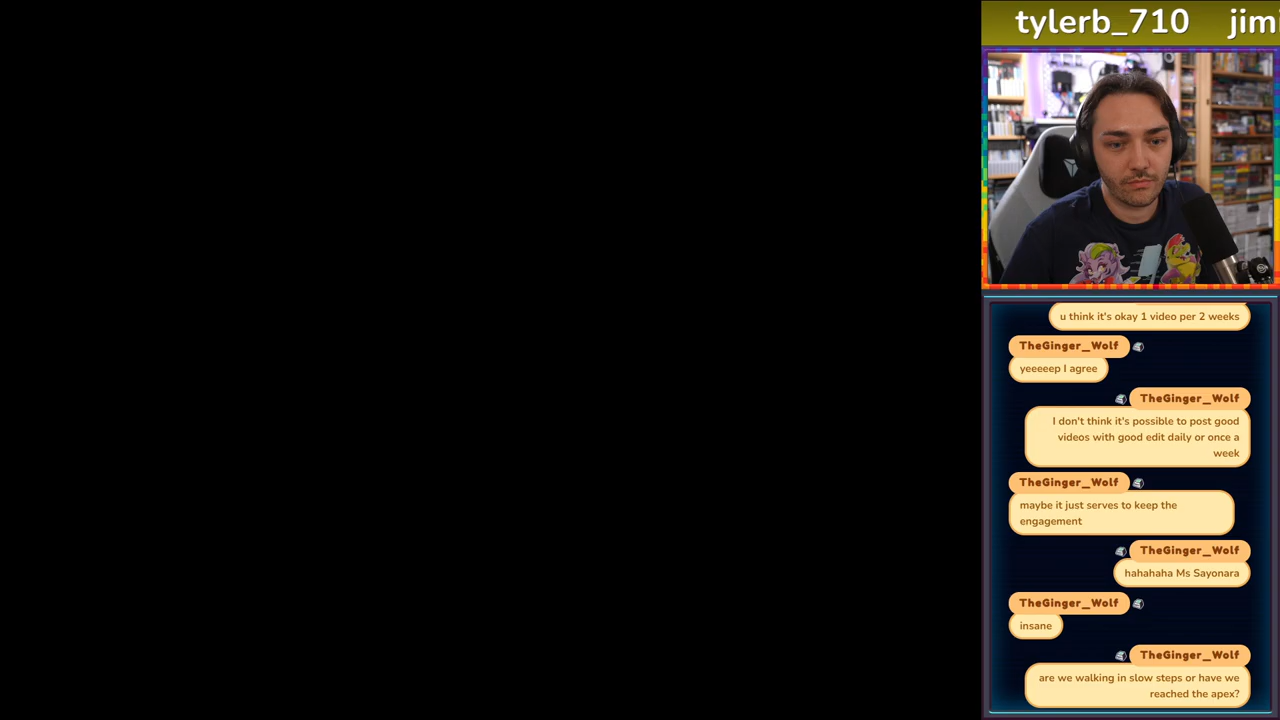 tylerb_710 jimi
u think it's okay 1 video per 2 weeks
TheGinger_Wolf
yeeeeep I agree
TheGinger_Wolf
I don't think it's possible to post good
videos with good edit daily or once a
week
TheGinger_Wolf
maybe it just serves to keep the
engagement
TheGinger_Wolf
hahahaha Ms Sayonara
TheGinger_Wolf
insane
TheGinger_Wolf
are we walking in slow steps or have we
reached the apex?